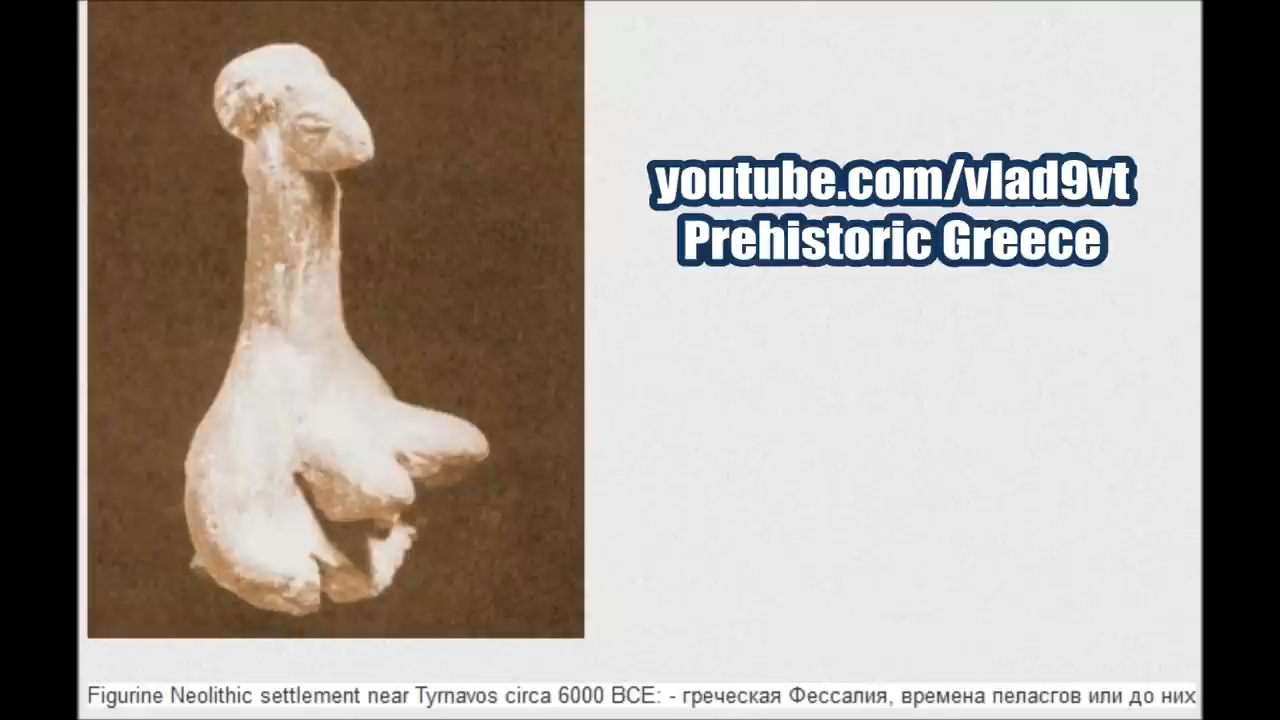 youtube.com/vlad9vt
Prehistoric Greece
Figurine Neolithic settlement near Tyrnavos circa 6000 BCE: - греческая Фессалия, времена пеласгов или до них